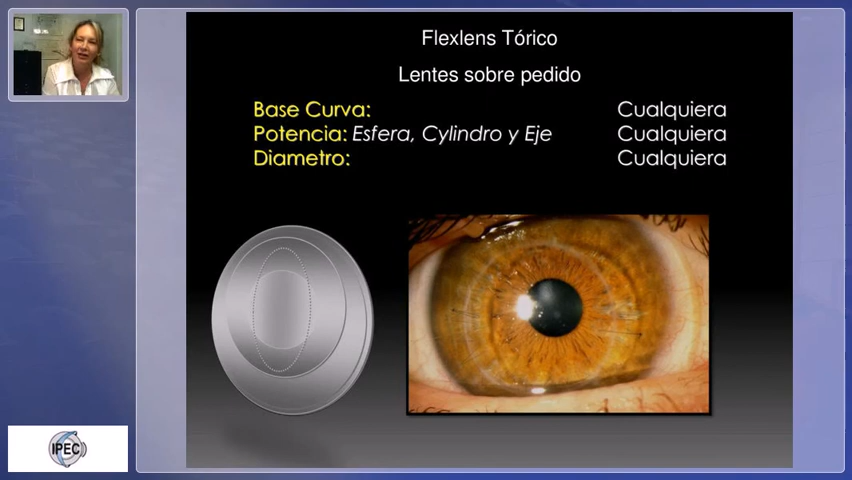 Flexlens Tórico
Lentes sobre pedido
Base Curva: Cualquiera
Potencia: Esfera, Cylindro y Eje Cualquiera
Diametro: Cualquiera
IPEC